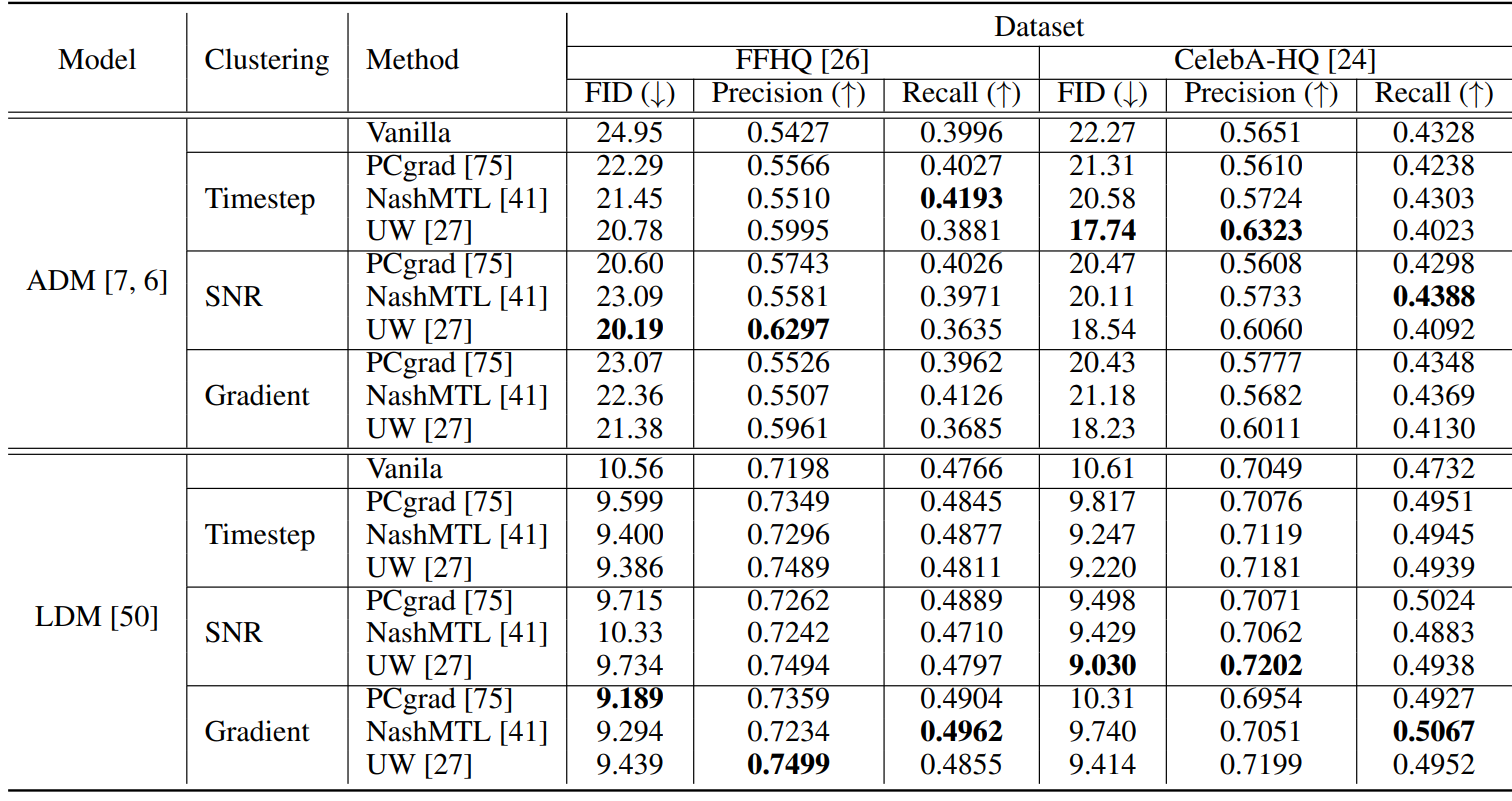 Dataset
Model Clustering Method FFHQ [26] CelebA-HQ [24]
FID (↓) Precision (↑) Recall (↑) FID (↓) Precision (↑) Recall (↑)
Vanilla 24.95 0.5427 0.3996 22.27 0.5651 0.4328
PCgrad [75] 22.29 0.5566 0.4027 21.31 0.5610 0.4238
Timestep NashMTL [41] 21.45 0.5510 0.4193 20.58 0.5724 0.4303
UW [27] 20.78 0.5995 0.3881 17.74 0.6323 0.4023
PCgrad [75] 20.60 0.5743 0.4026 20.47 0.5608 0.4298
ADM [7, 6] SNR NashMTL [41] 23.09 0.5581 0.3971 20.11 0.5733 0.4388
UW [27] 20.19 0.6297 0.3635 18.54 0.6060 0.4092
PCgrad [75] 23.07 0.5526 0.3962 20.43 0.5777 0.4348
Gradient NashMTL [41] 22.36 0.5507 0.4126 21.18 0.5682 0.4369
UW [27] 21.38 0.5961 0.3685 18.23 0.6011 0.4130
Vanila 10.56 0.7198 0.4766 10.61 0.7049 0.4732
PCgrad [75] 9.599 0.7349 0.4845 9.817 0.7076 0.4951
Timestep NashMTL [41] 9.400 0.7296 0.4877 9.247 0.7119 0.4945
UW [27] 9.386 0.7489 0.4811 9.220 0.7181 0.4939
PCgrad [75] 9.715 0.7262 0.4889 9.498 0.7071 0.5024
LDM [50] SNR NashMTL [41] 10.33 0.7242 0.4710 9.429 0.7062 0.4883
UW [27] 9.734 0.7494 0.4797 9.030 0.7202 0.4938
PCgrad [75] 9.189 0.7359 0.4904 10.31 0.6954 0.4927
Gradient NashMTL [41] 9.294 0.7234 0.4962 9.740 0.7051 0.5067
UW [27] 9.439 0.7499 0.4855 9.414 0.7199 0.4952